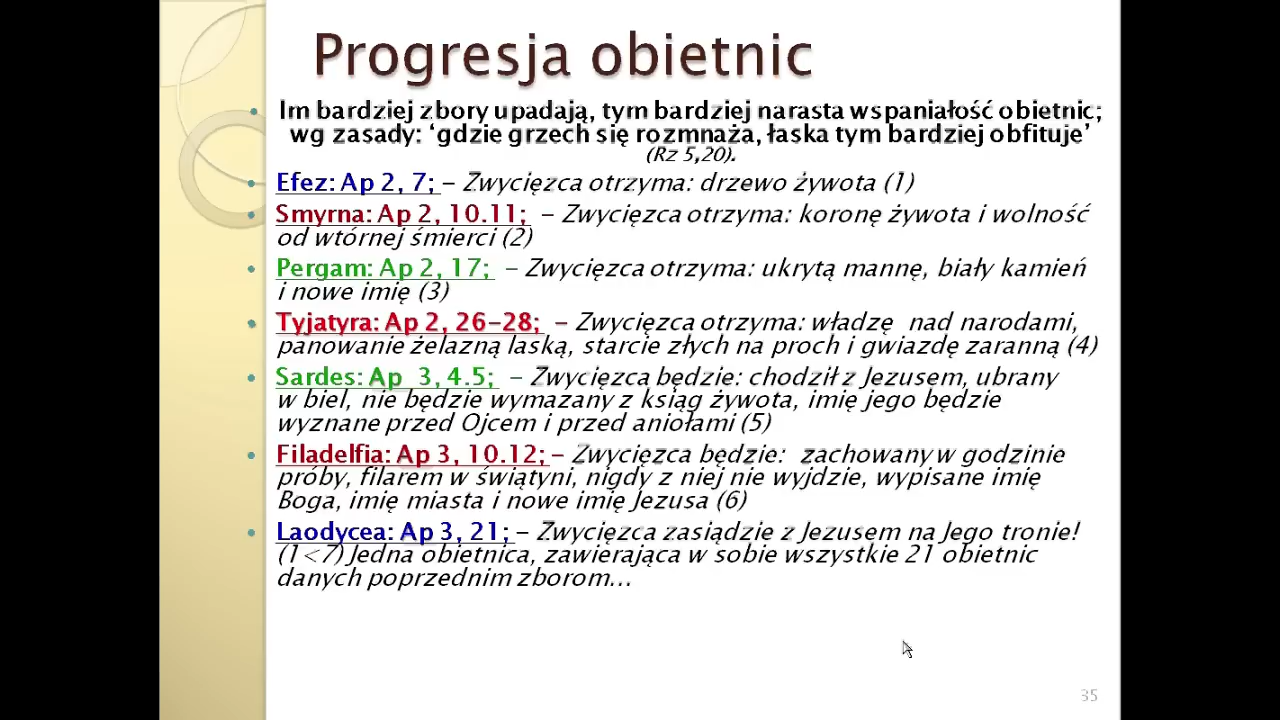 Progresja obietnic
• Im bardziej zbory upadają, tym bardziej narasta wspaniałość obietnic;
wg zasady: ‘gdzie grzech się rozmnaża, łaska tym bardziej obfituje’
(Rz 5,20).
• Efez: Ap 2, 7; – Zwycięzca otrzyma: drzewo żywota (1)
• Smyrna: Ap 2, 10.11; – Zwycięzca otrzyma: koronę żywota i wolność
od wtórnej śmierci (2)
• Pergam: Ap 2, 17; – Zwycięzca otrzyma: ukrytą mannę, biały kamień
i nowe imię (3)
• Tyjatyra: Ap 2, 26-28; – Zwycięzca otrzyma: władzę nad narodami,
panowanie żelazną laską, starcie złych na proch i gwiazdę zaranną (4)
• Sardes: Ap 3, 4.5; – Zwycięzca będzie: chodził z Jezusem, ubrany
w biel, nie będzie wymazany z ksiąg żywota, imię jego będzie
wyznane przed Ojcem i przed aniołami (5)
• Filadelfia: Ap 3, 10.12; – Zwycięzca będzie: zachowany w godzinie
próby, filarem w świątyni, nigdy z niej nie wyjdzie, wypisane imię
Boga, imię miasta i nowe imię Jezusa (6)
• Laodycea: Ap 3, 21; – Zwycięzca zasiądzie z Jezusem na Jego tronie!
(1<7) Jedna obietnica, zawierająca w sobie wszystkie 21 obietnic
danych poprzednim zborom...
35